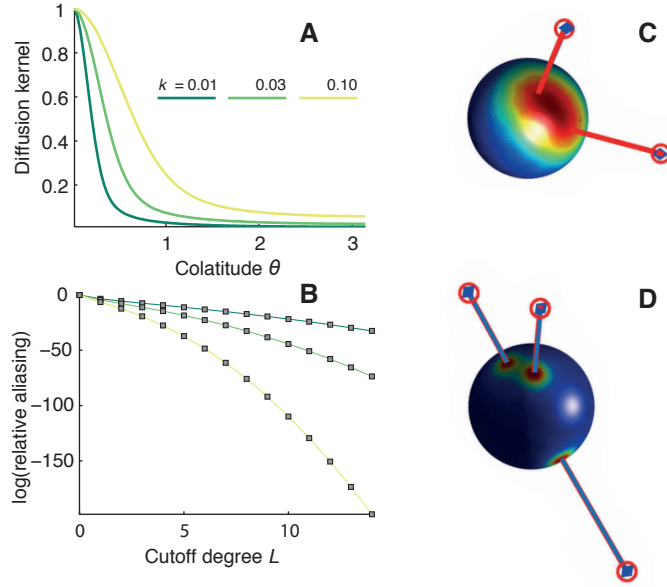 A
k = 0.01 0.03 0.10
Diffusion kernel
1
0.8
0.6
0.4
0.2
1 2 3
Colatitude θ
B
log(relative aliasing)
0
−50
−100
−150
0 5 10
Cutoff degree L
C
D